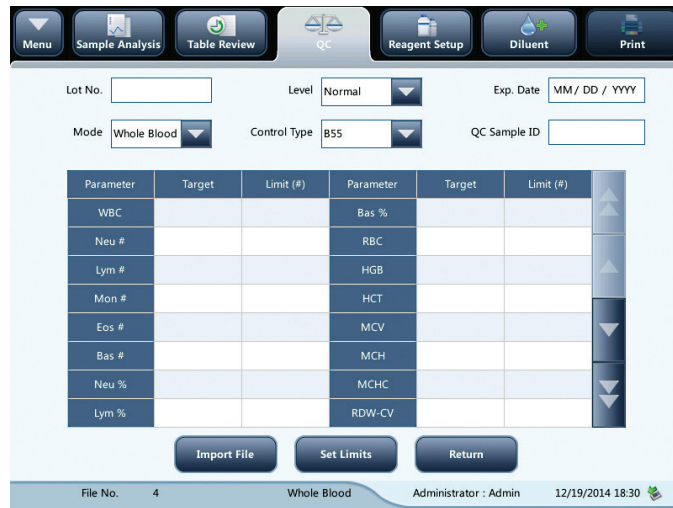 Menu Sample Analysis Table Review QC Reagent Setup Diluent Print
Lot No. Level Normal Exp. Date MM / DD / YYYY
Mode Whole Blood Control Type B55 QC Sample ID
Parameter Target Limit (#) Parameter Target Limit (#)
WBC Bas %
Neu # RBC
Lym # HGB
Mon # HCT
Eos # MCV
Bas # MCH
Neu % MCHC
Lym % RDW-CV
Import File Set Limits Return
File No. 4 Whole Blood Administrator : Admin 12/19/2014 18:30